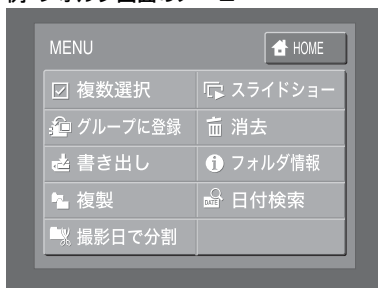 MENU
HOME
複数選択
スライドショー
グループに登録
消去
書き出し
フォルダ情報
複製
DATE
日付検索
撮影日で分割